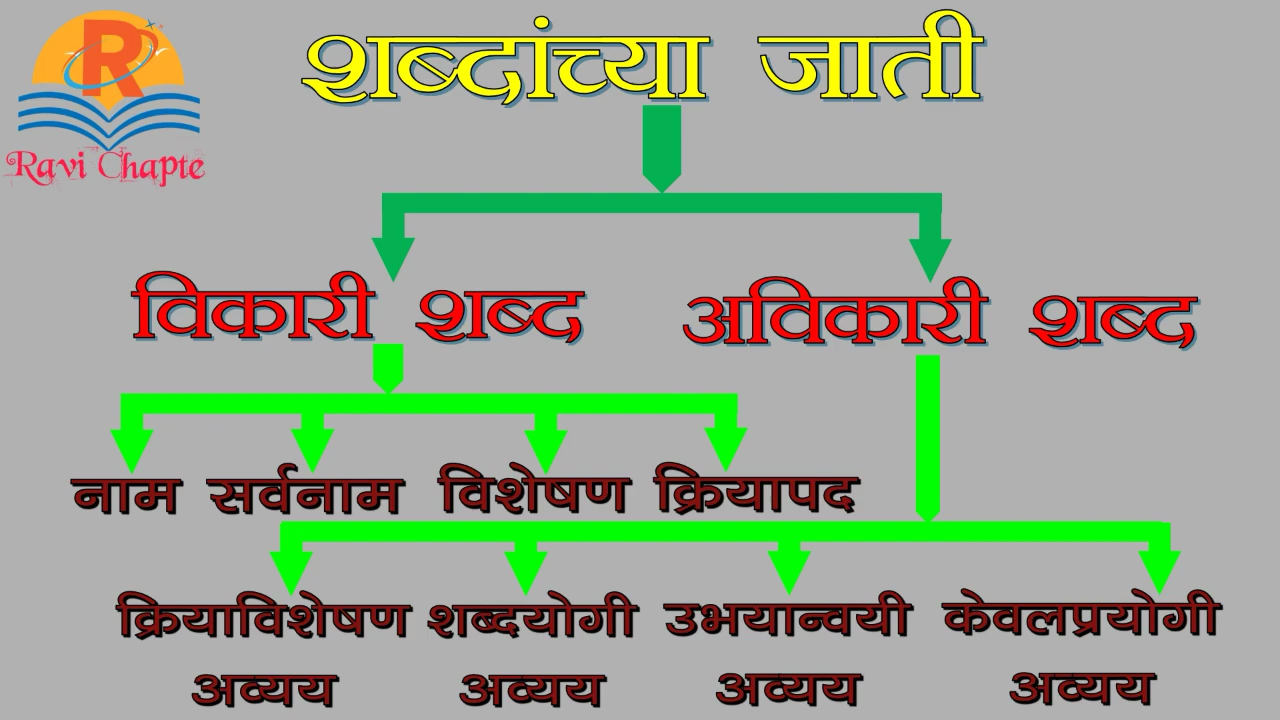 Ravi Chapte
शब्दांच्या जाती
विकारी शब्द
अविकारी शब्द
नाम सर्वनाम विशेषण क्रियापद
क्रियाविशेषण शब्दयोगी उभयान्वयी केवलप्रयोगी
अव्यय अव्यय अव्यय अव्यय